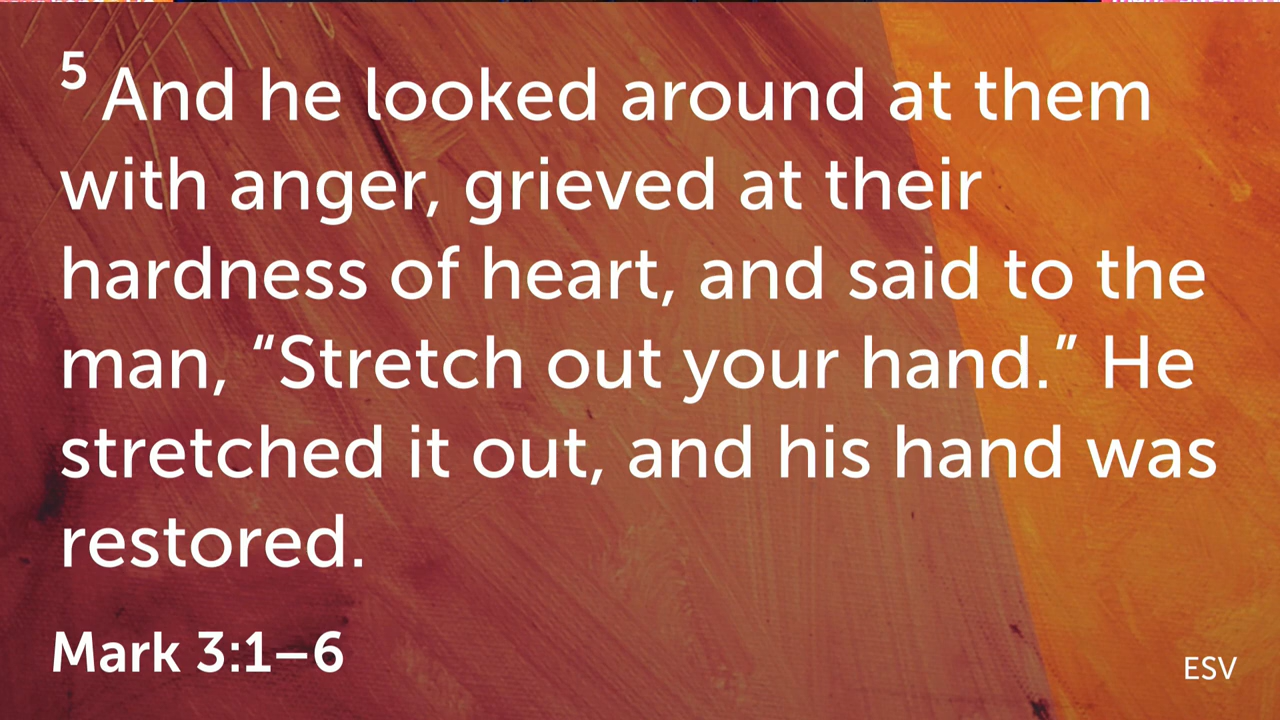 5 And he looked around at them
with anger, grieved at their
hardness of heart, and said to the
man, “Stretch out your hand.” He
stretched it out, and his hand was
restored.
Mark 3:1–6
ESV